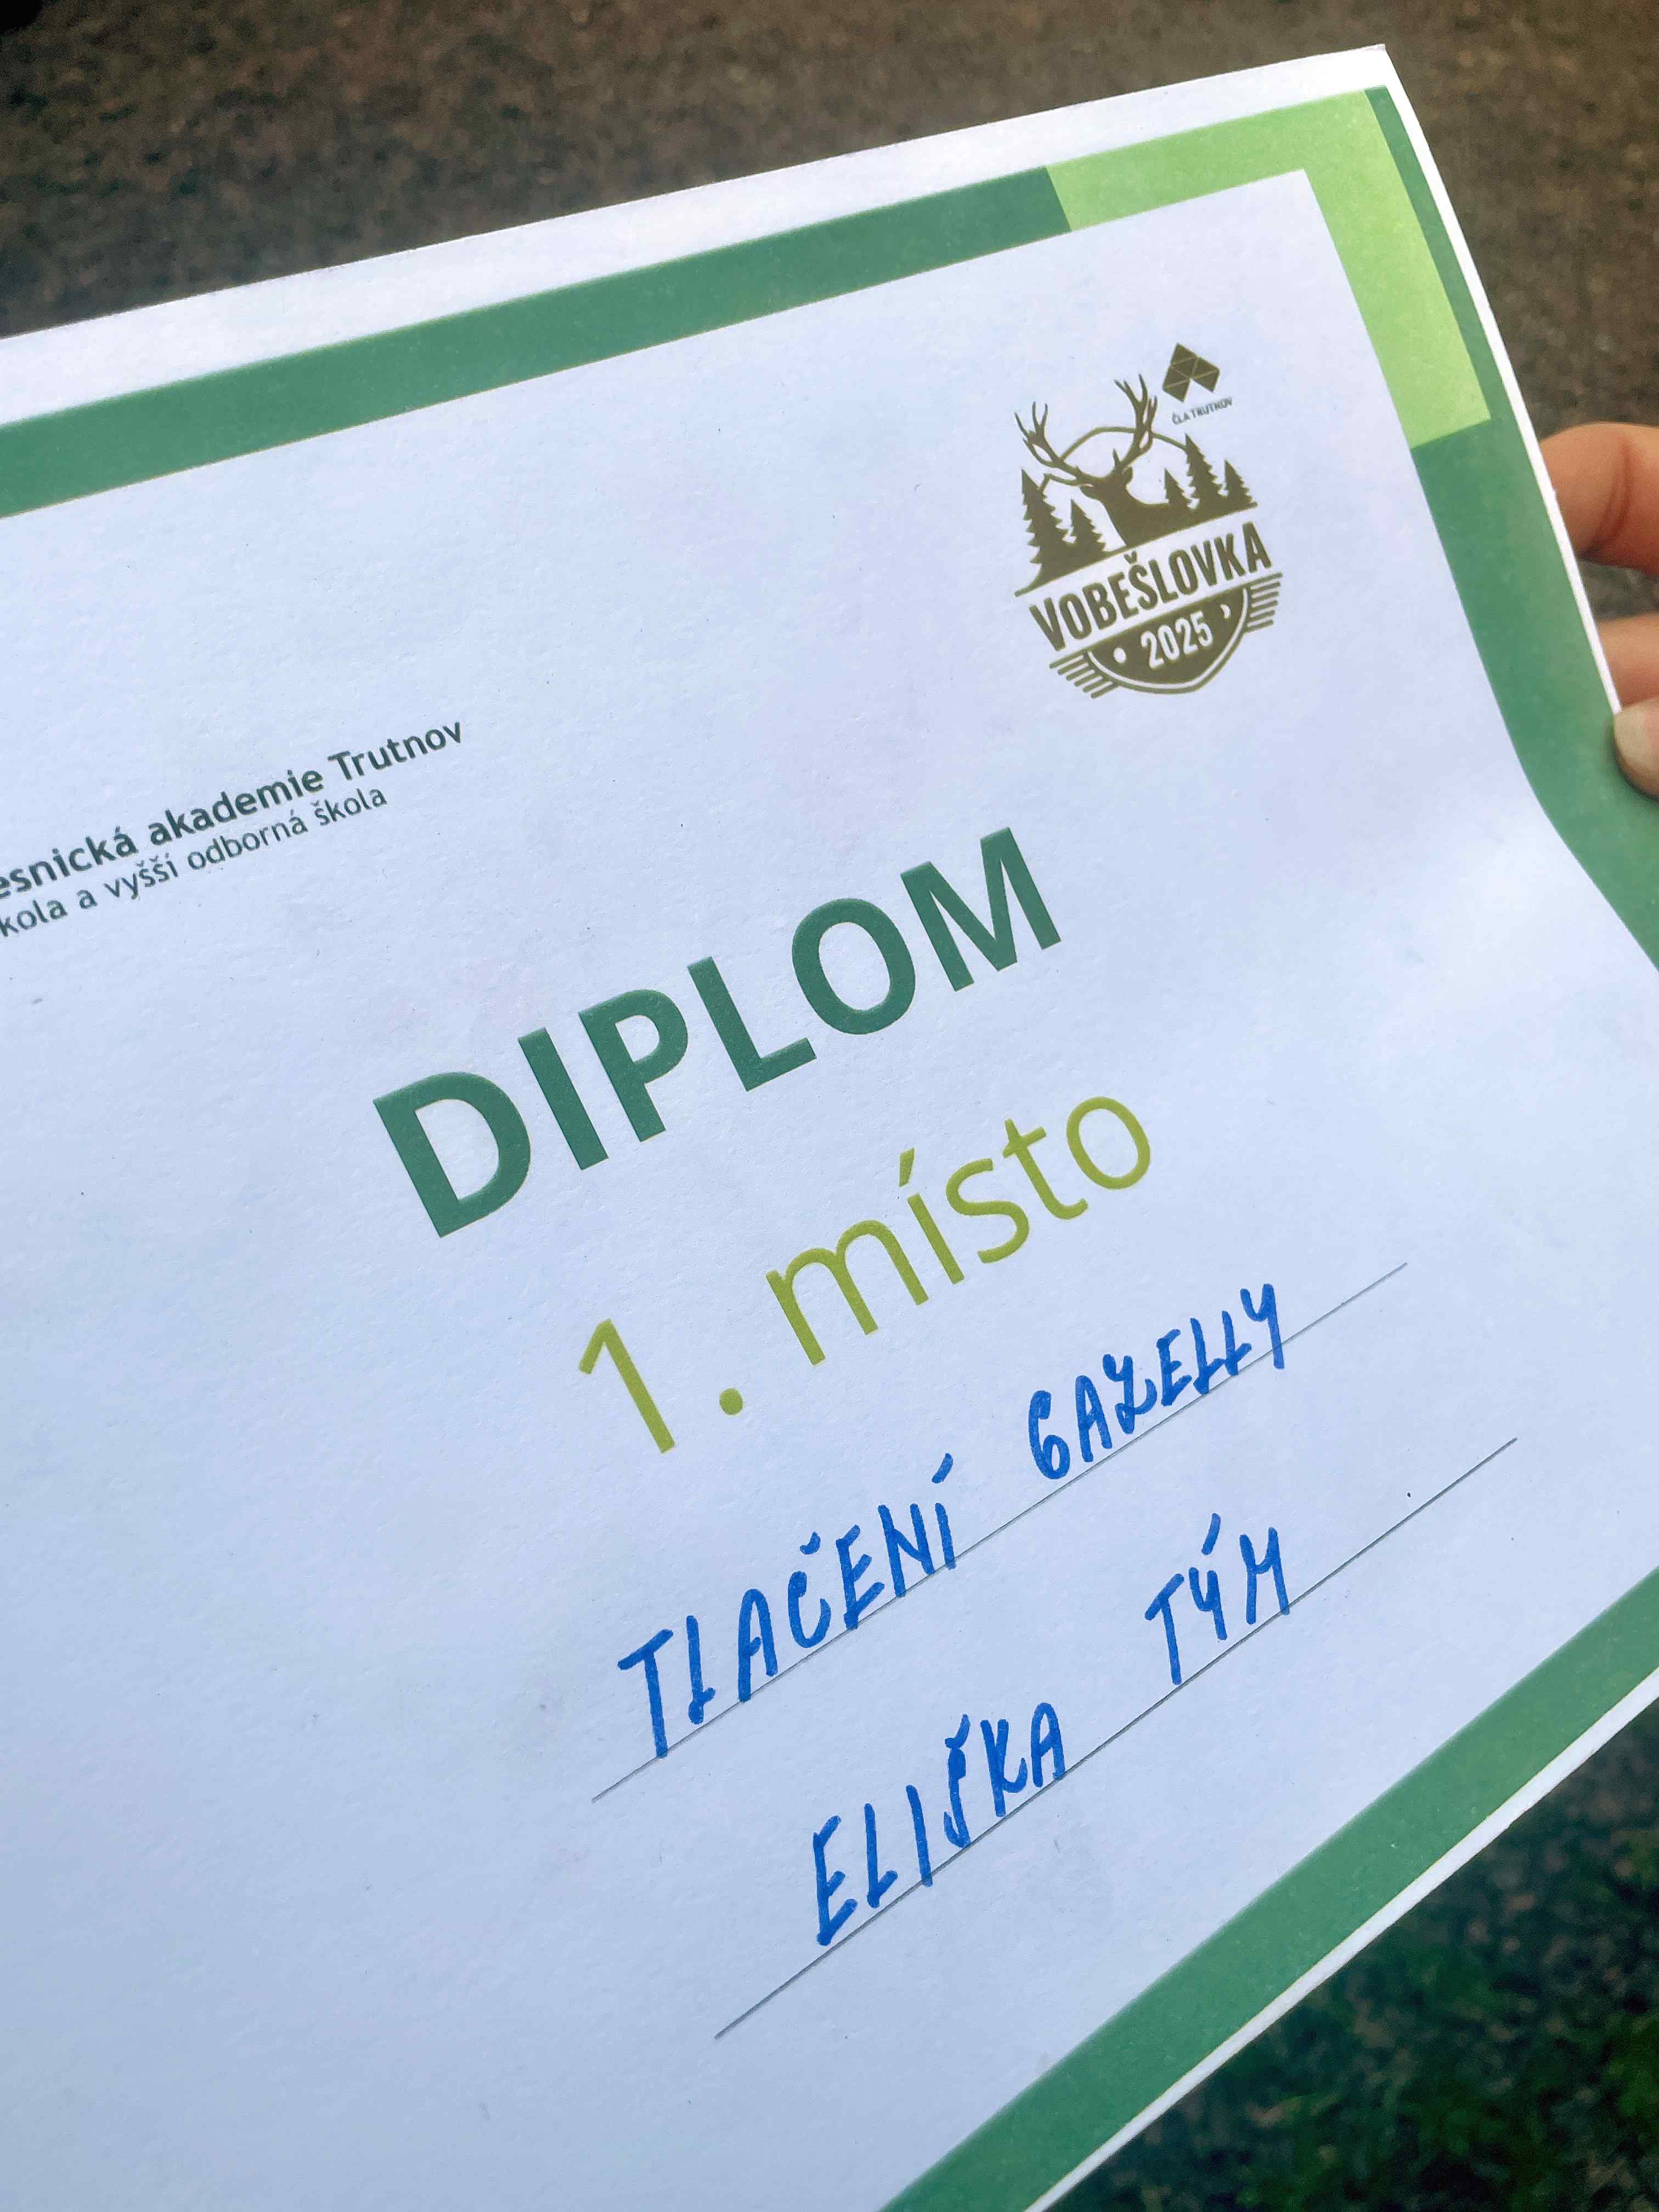 ČLA TRUTNOV
VOBEŠLOVKA
2025
esnická akademie Trutnov
kola a vyšší odborná škola
DIPLOM
1. místo
TLAČENÍ GAZELLY
ELIŠKA TÝM